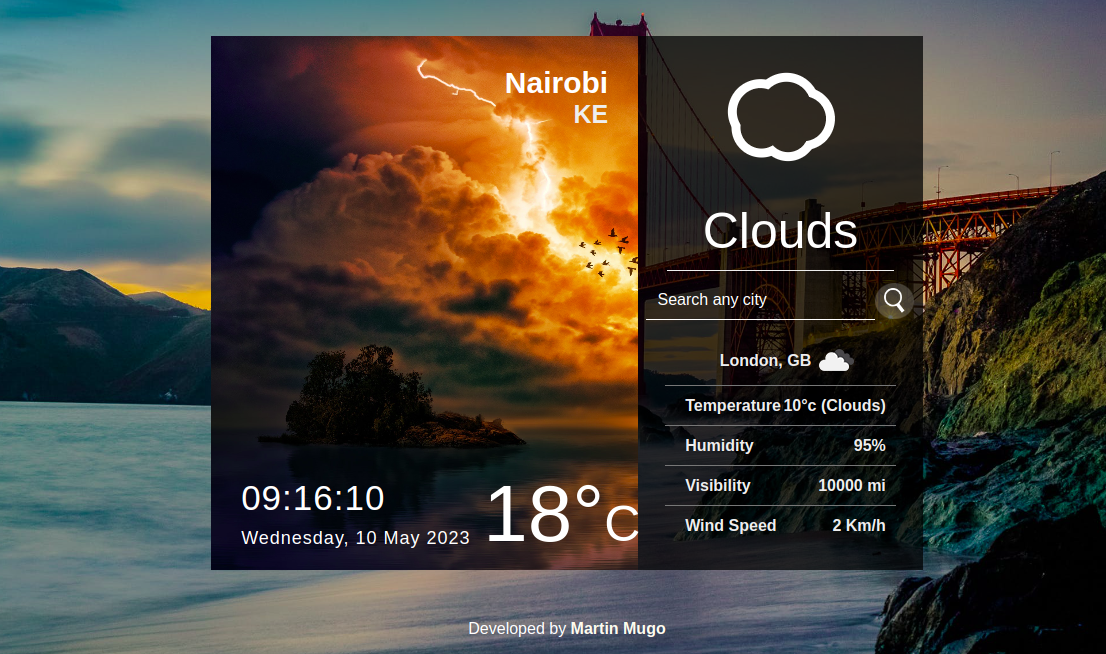 Nairobi
KE
09:16:10
Wednesday, 10 May 2023
18°C
Clouds
Search any city
London, GB
Temperature 10°c (Clouds)
Humidity 95%
Visibility 10000 mi
Wind Speed 2 Km/h
Developed by Martin Mugo